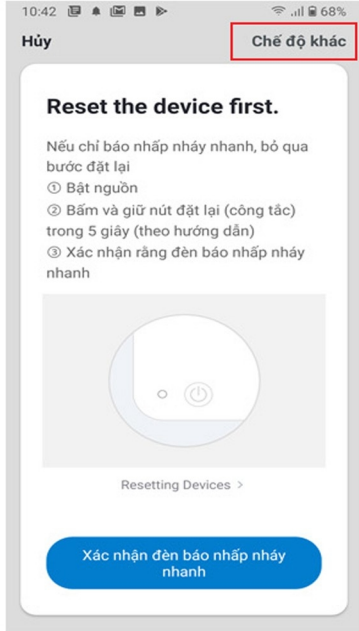 10:42 68%
Hủy Chế độ khác
Reset the device first.
Nếu chỉ báo nhấp nháy nhanh, bỏ qua
bước đặt lại
① Bật nguồn
② Bấm và giữ nút đặt lại (công tắc)
trong 5 giây (theo hướng dẫn)
③ Xác nhận rằng đèn báo nhấp nháy
nhanh
Resetting Devices >
Xác nhận đèn báo nhấp nháy
nhanh